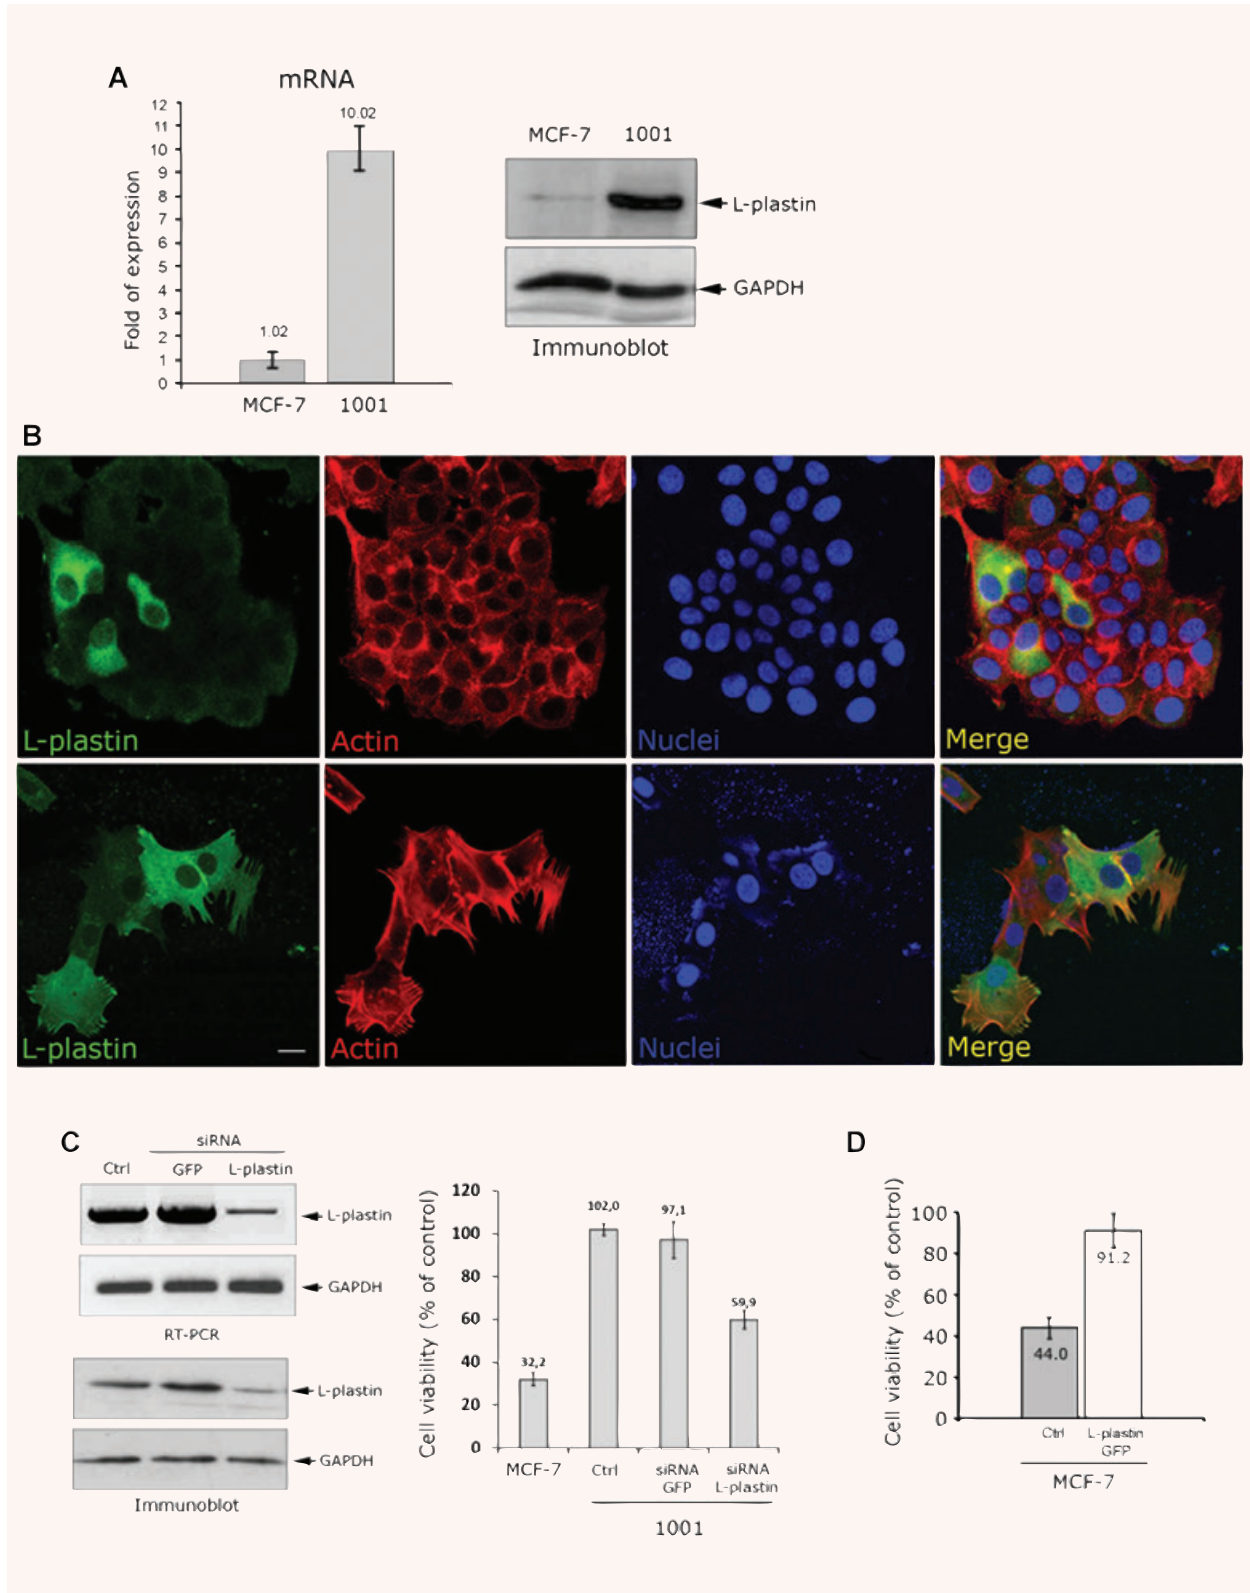 A
mRNA
12
11
10
9
8
7
6
5
4
3
2
1
0
Fold of expression
1.02
10.02
MCF-7 1001
MCF-7 1001
L-plastin
GAPDH
Immunoblot
B
L-plastin Actin Nuclei Merge
L-plastin Actin Nuclei Merge
C
siRNA
Ctrl GFP L-plastin
L-plastin
GAPDH
RT-PCR
L-plastin
GAPDH
Immunoblot
Cell viability (% of control)
120
100
80
60
40
20
0
32,2
102,0
97,1
59,9
MCF-7 Ctrl siRNA GFP siRNA L-plastin
1001
D
Cell viability (% of control)
100
80
60
40
20
0
44.0
91.2
Ctrl L-plastin GFP
MCF-7